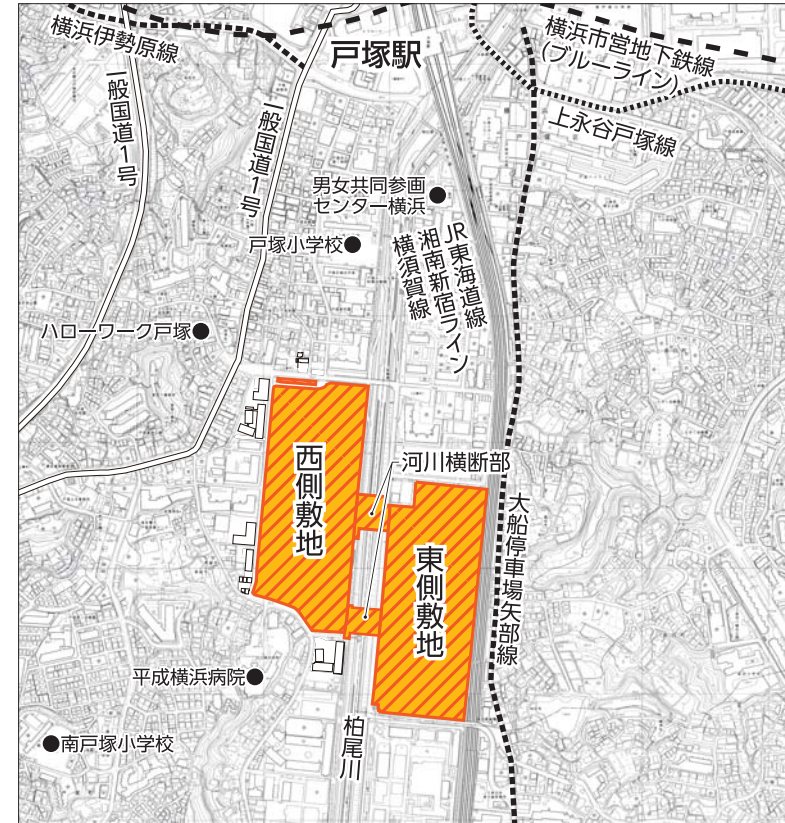 横浜伊勢原線
戸塚駅
横浜市営地下鉄線
(ブルーライン)
一般国道1号
一般国道1号
上永谷戸塚線
男女共同参画
センター横浜
戸塚小学校
JR東海道線
湘南新宿ライン
横須賀線
ハローワーク戸塚
西側敷地
河川横断部
東側敷地
大船停車場矢部線
平成横浜病院
柏尾川
南戸塚小学校